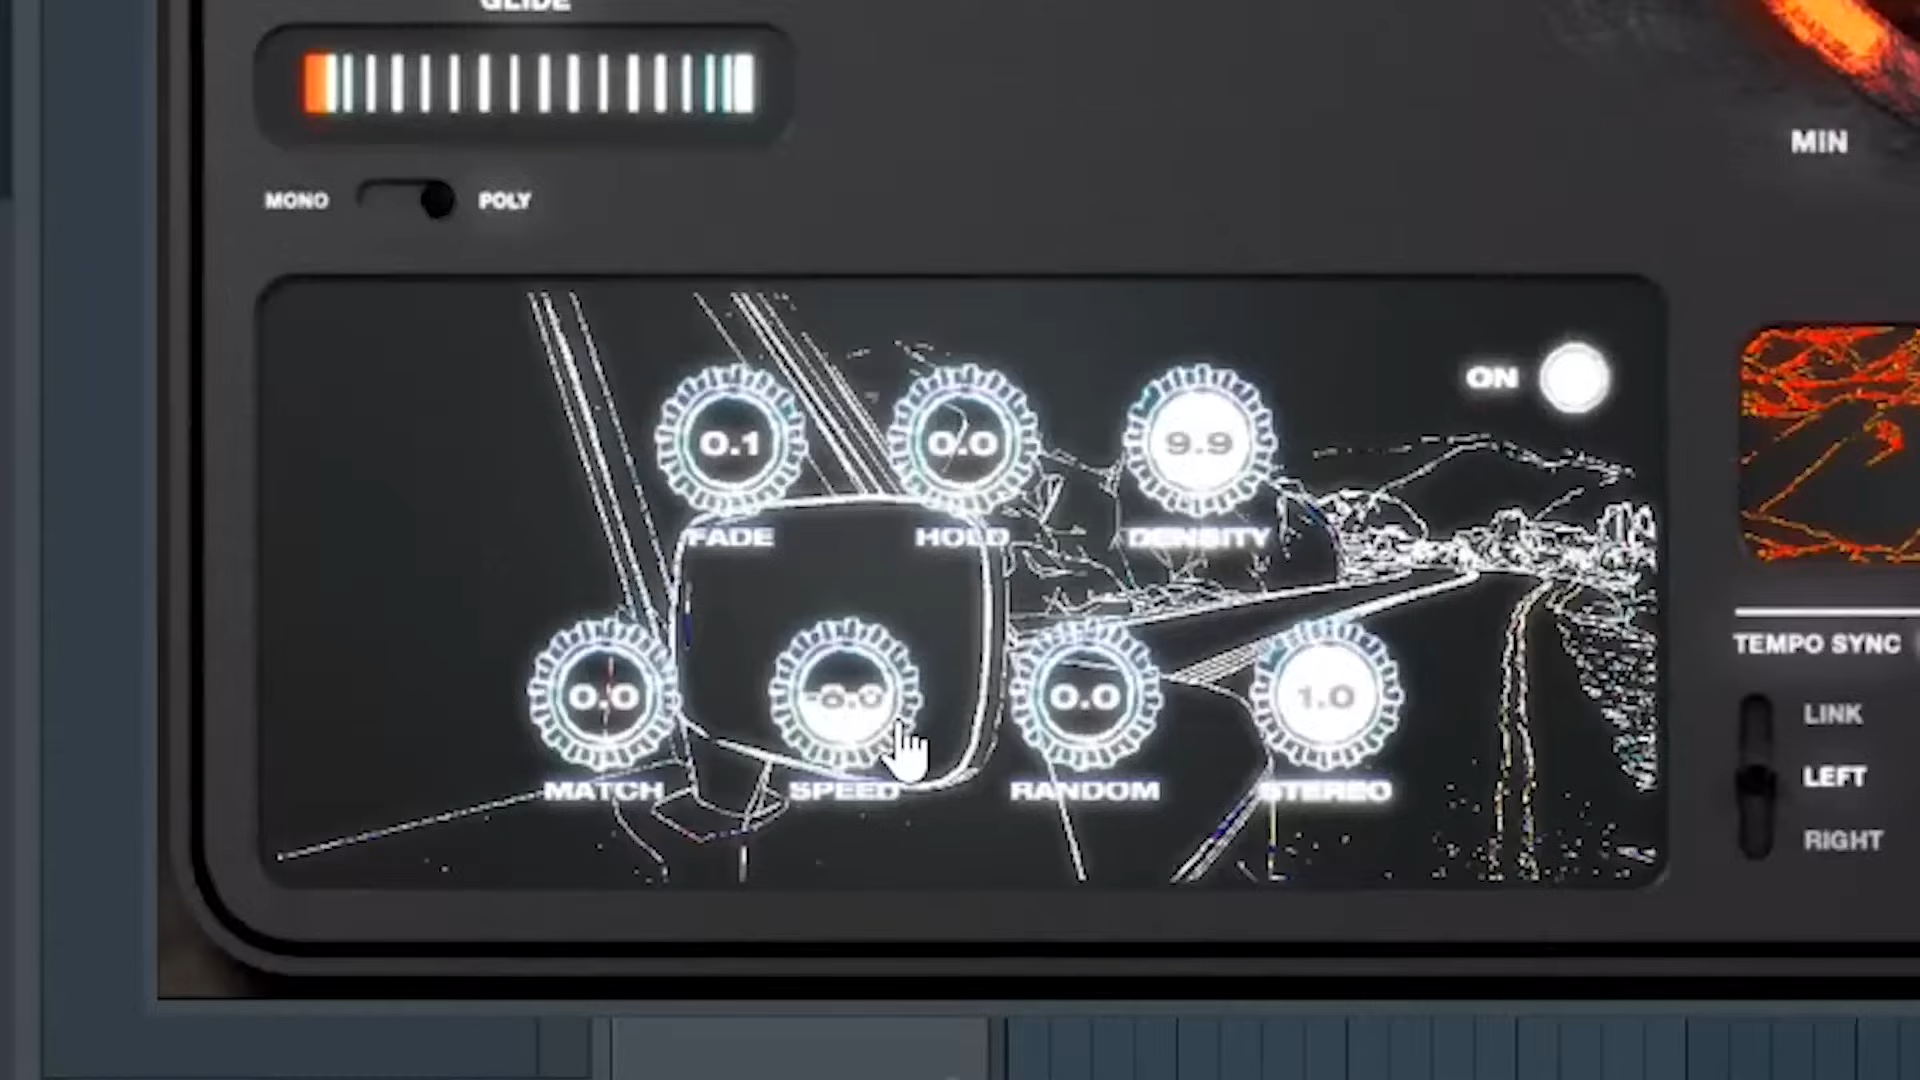 GLIDE
MONO POLY
MIN
ON
0.1 0.0 9.9
FADE HOLD DENSITY
0.0 0.0 1.0
MATCH SPEED RANDOM STEREO
TEMPO SYNC
LINK
LEFT
RIGHT